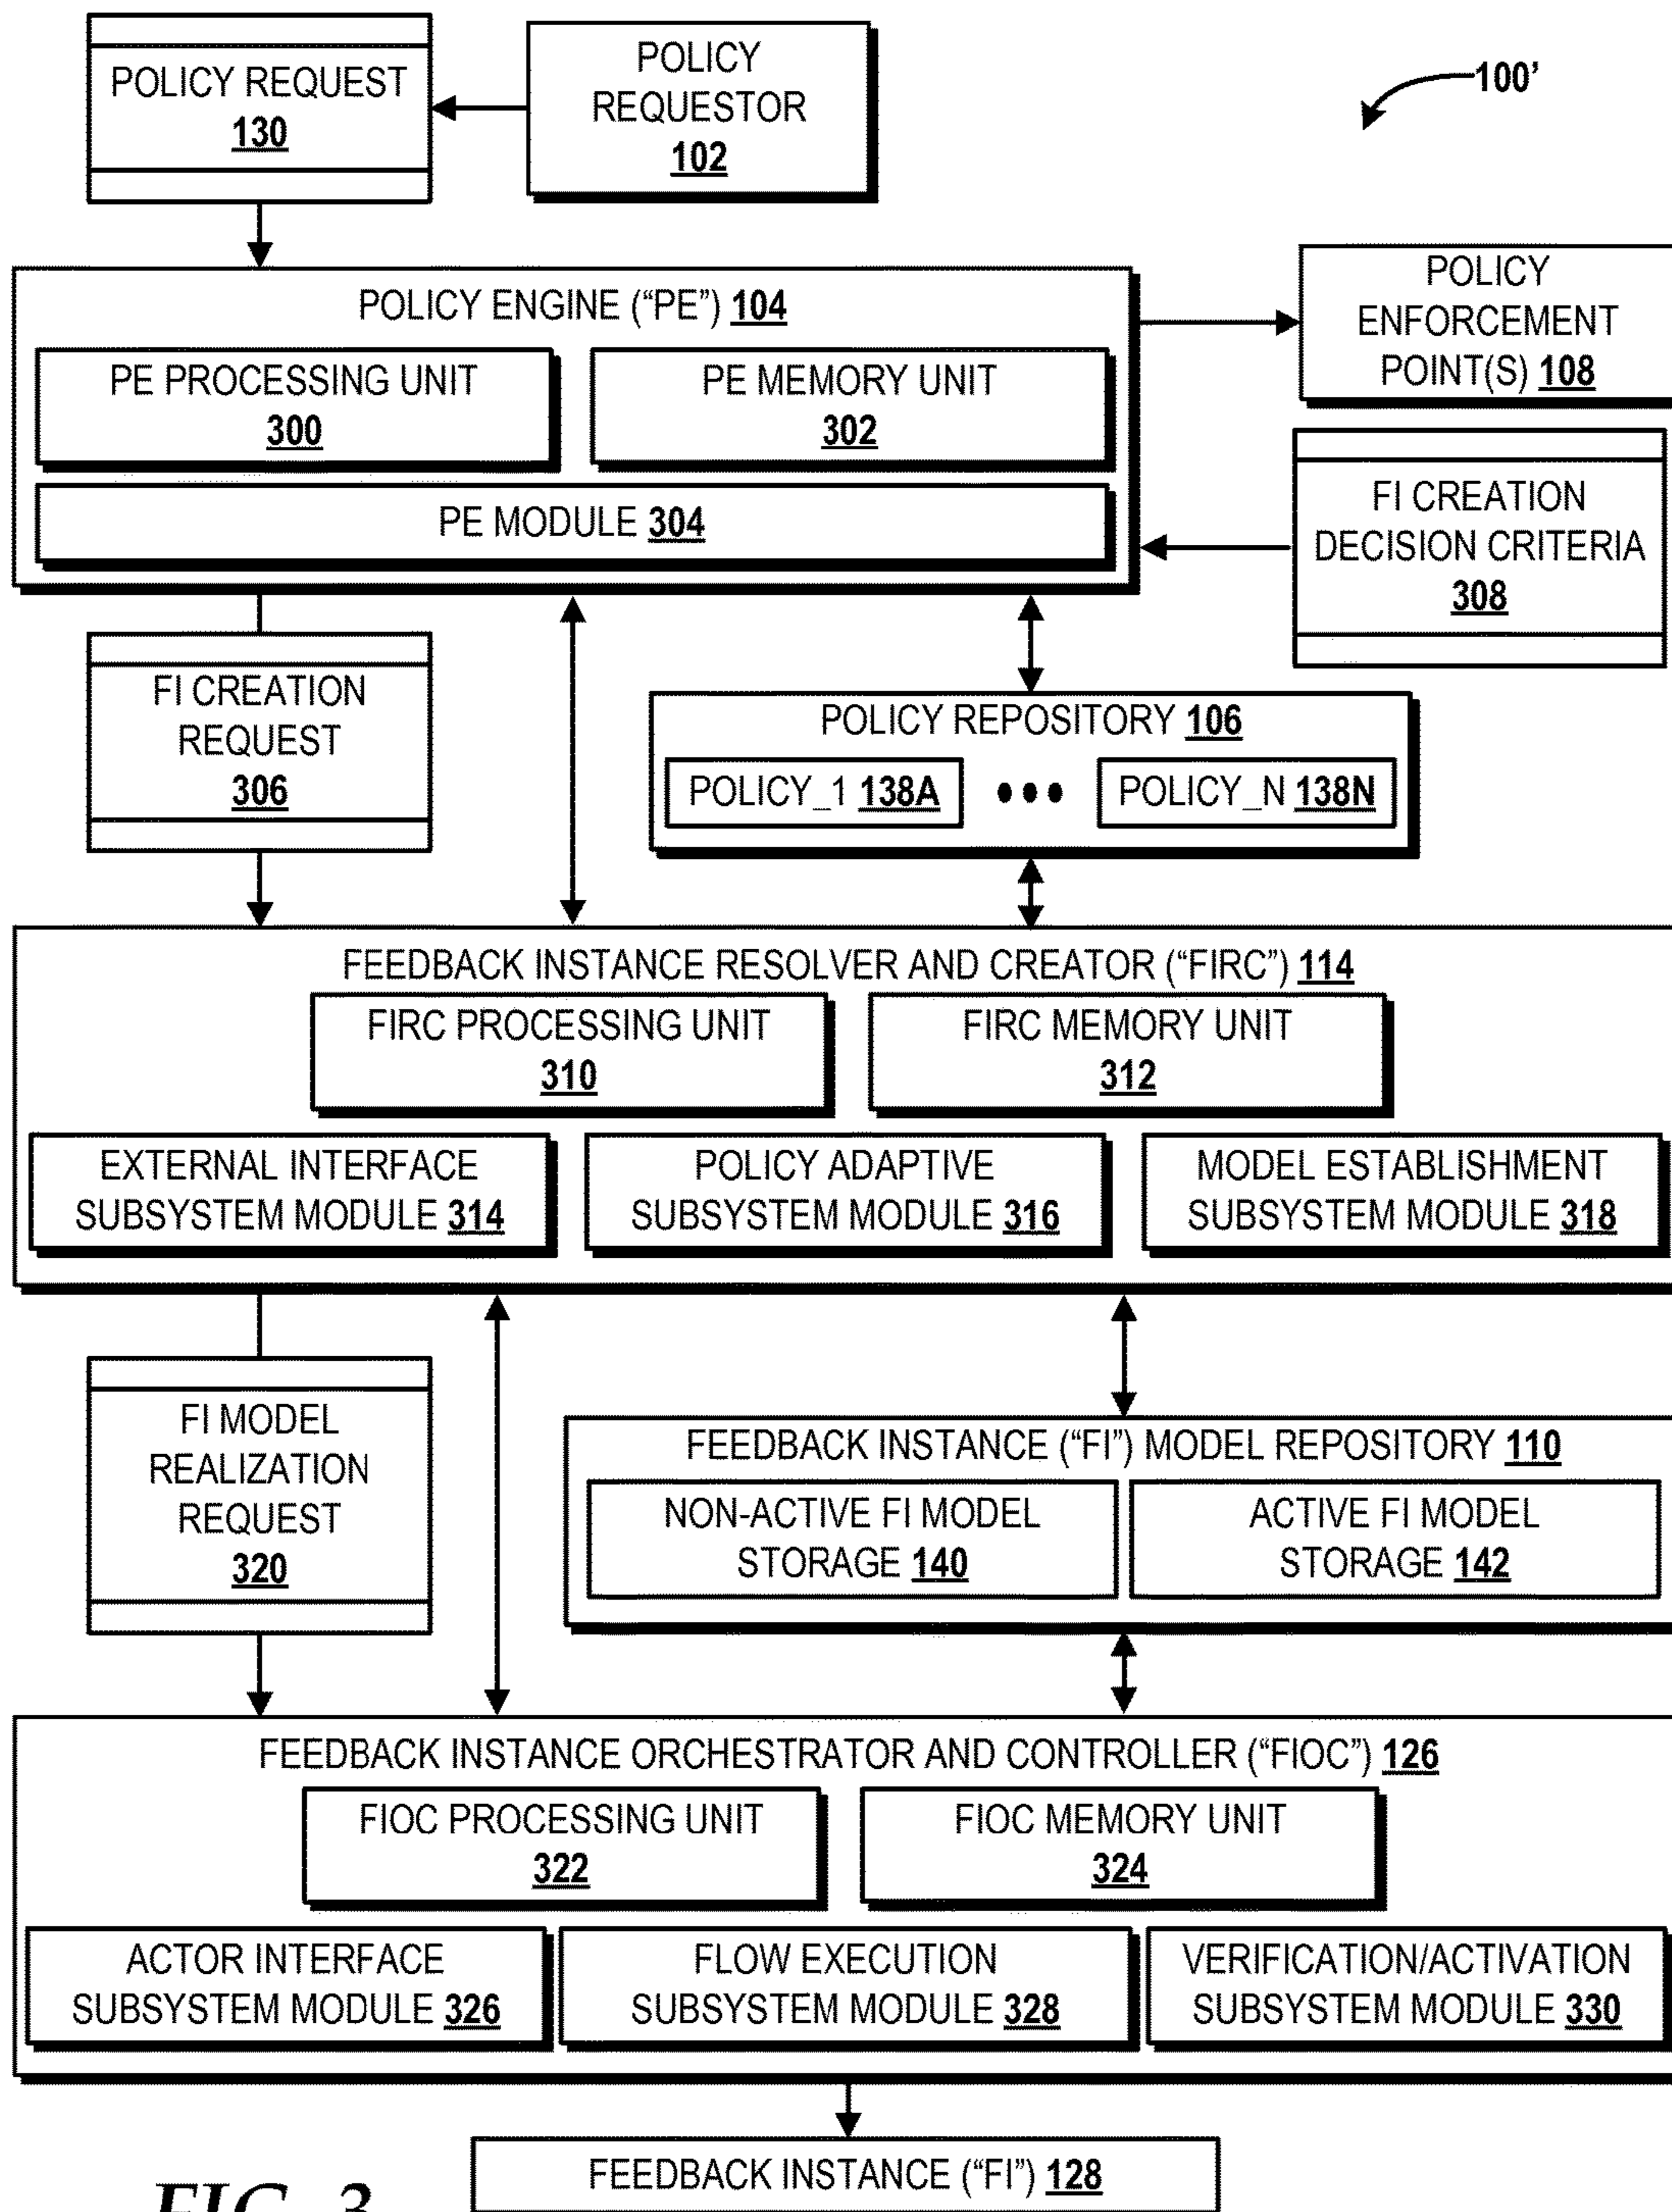 POLICY REQUEST
130
POLICY
REQUESTOR
102
100'
POLICY ENGINE (“PE”) 104
PE PROCESSING UNIT
300
PE MEMORY UNIT
302
PE MODULE 304
POLICY
ENFORCEMENT
POINT(S) 108
FI CREATION
DECISION CRITERIA
308
FI CREATION
REQUEST
306
POLICY REPOSITORY 106
POLICY_1 138A
POLICY_N 138N
FEEDBACK INSTANCE RESOLVER AND CREATOR (“FIRC”) 114
FIRC PROCESSING UNIT
310
FIRC MEMORY UNIT
312
EXTERNAL INTERFACE
SUBSYSTEM MODULE 314
POLICY ADAPTIVE
SUBSYSTEM MODULE 316
MODEL ESTABLISHMENT
SUBSYSTEM MODULE 318
FI MODEL
REALIZATION
REQUEST
320
FEEDBACK INSTANCE (“FI”) MODEL REPOSITORY 110
NON-ACTIVE FI MODEL
STORAGE 140
ACTIVE FI MODEL
STORAGE 142
FEEDBACK INSTANCE ORCHESTRATOR AND CONTROLLER (“FIOC”) 126
FIOC PROCESSING UNIT
322
FIOC MEMORY UNIT
324
ACTOR INTERFACE
SUBSYSTEM MODULE 326
FLOW EXECUTION
SUBSYSTEM MODULE 328
VERIFICATION/ACTIVATION
SUBSYSTEM MODULE 330
FEEDBACK INSTANCE (“FI”) 128
FIG. 3